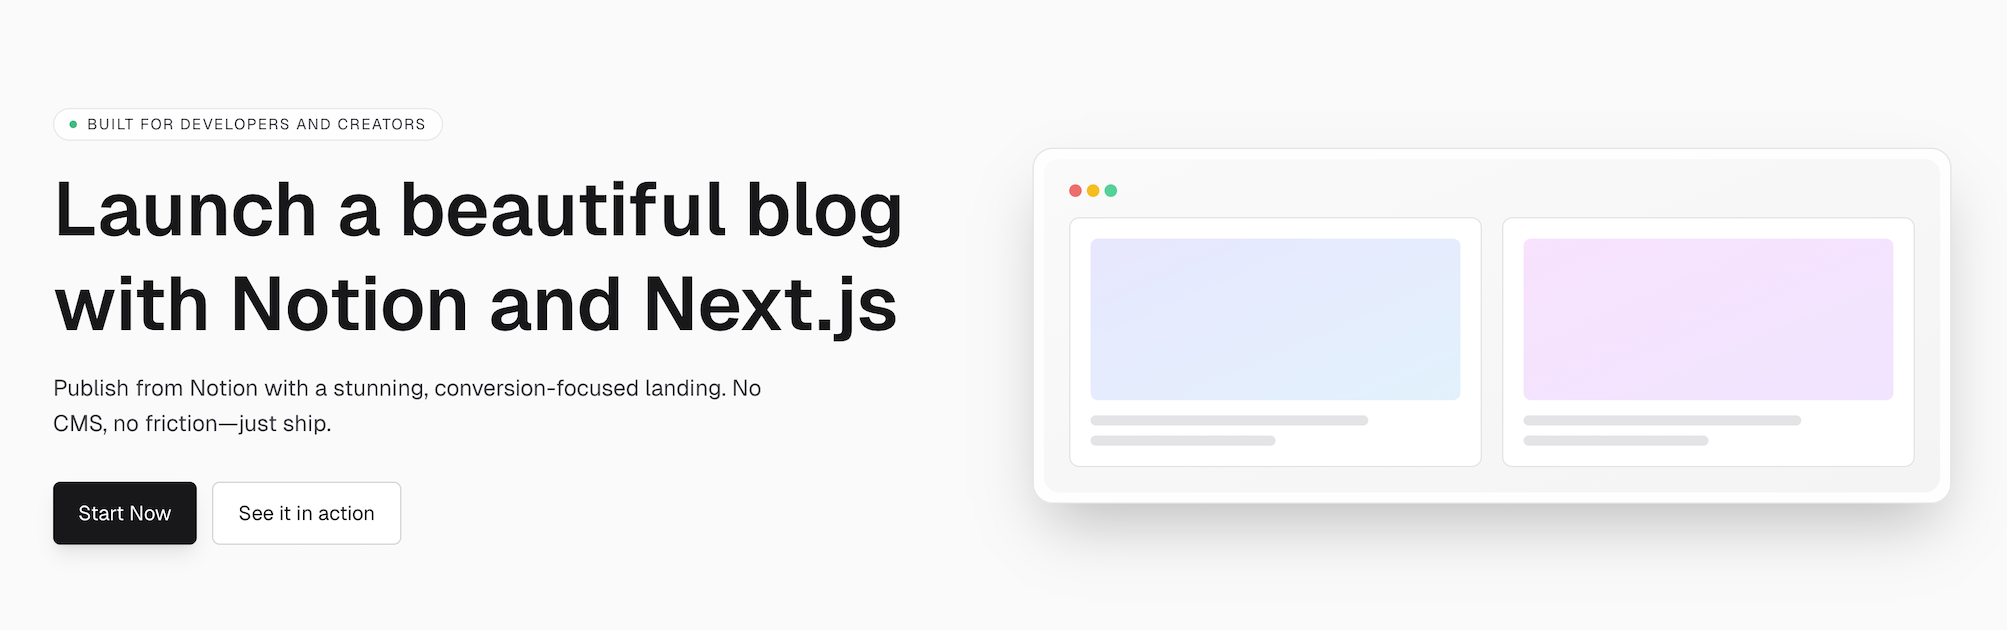 BUILT FOR DEVELOPERS AND CREATORS
Launch a beautiful blog
with Notion and Next.js
Publish from Notion with a stunning, conversion-focused landing. No
CMS, no friction—just ship.
Start Now
See it in action